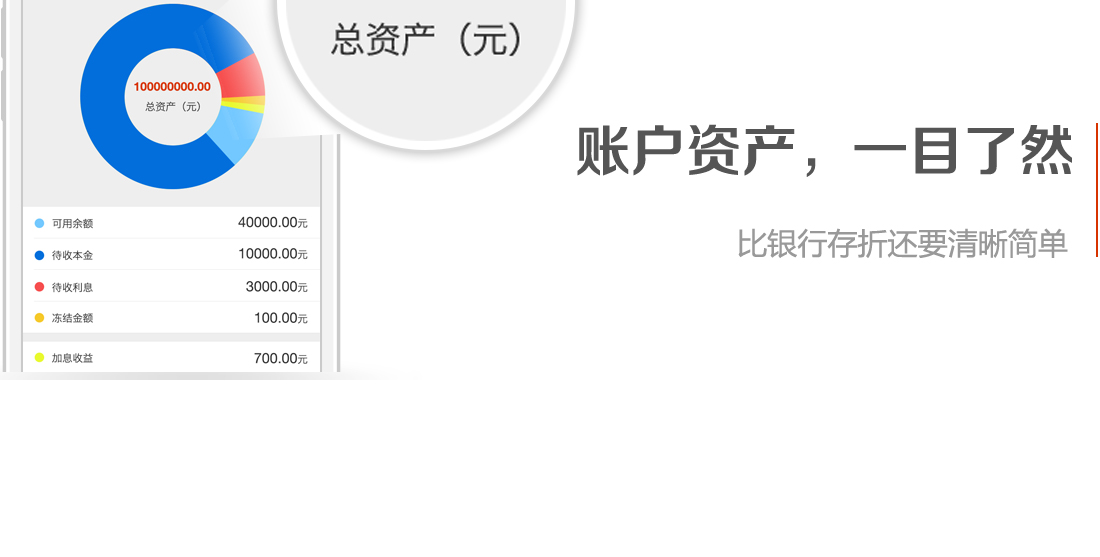 总资产（元）
100000000.00
总资产（元）
账户资产，一目了然
比银行存折还要清晰简单
可用余额 40000.00元
待收本金 10000.00元
待收利息 3000.00元
冻结金额 100.00元
加息收益 700.00元